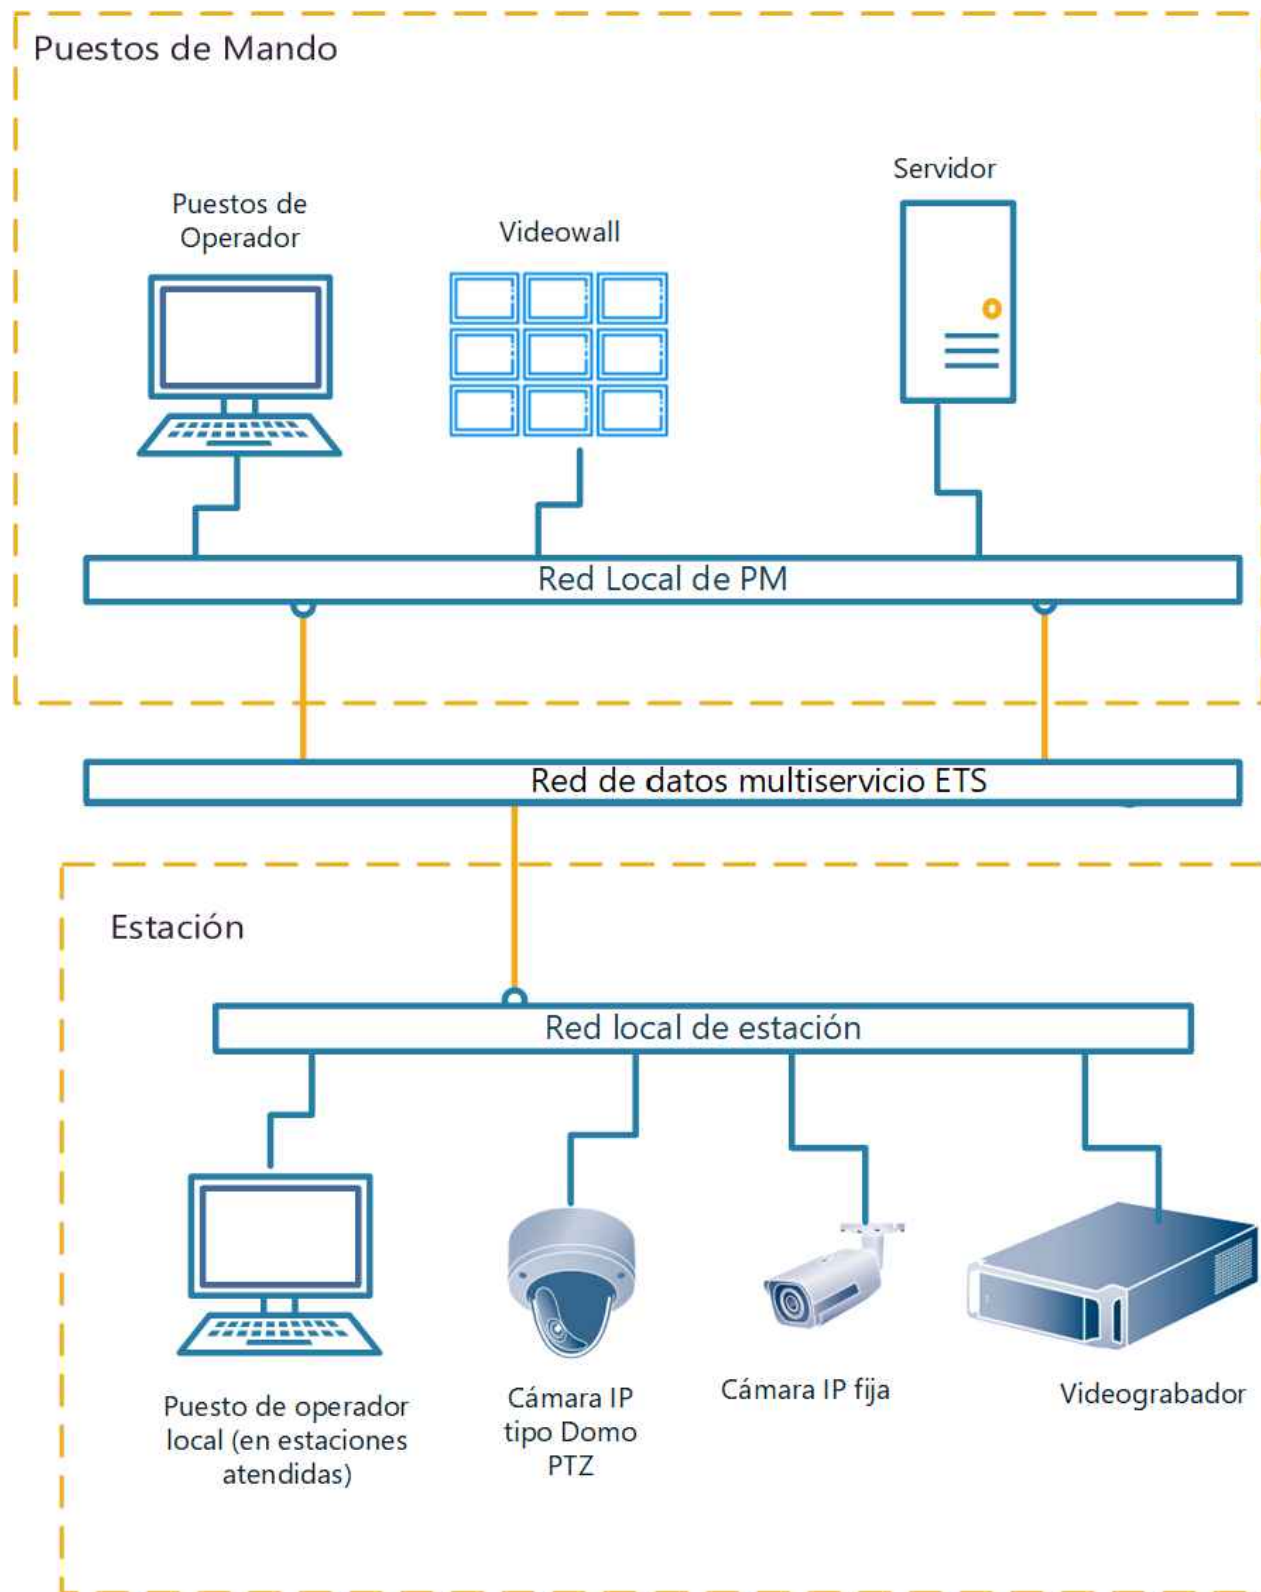 Puestos de Mando
Servidor
Puestos de
Operador
Videowall
Red Local de PM
Red de datos multiservicio ETS
Estación
Red local de estación
Puesto de operador
local (en estaciones
atendidas)
Cámara IP
tipo Domo
PTZ
Cámara IP fija
Videograbador